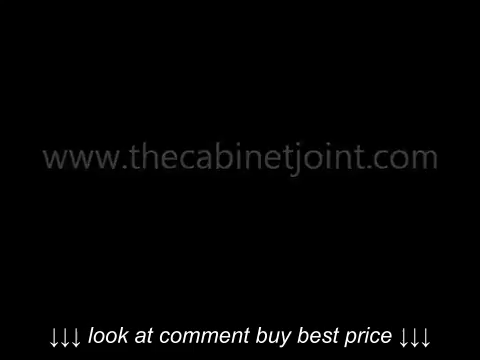 www.thecabinetjoint.com
↓↓↓ look at comment buy best price ↓↓↓